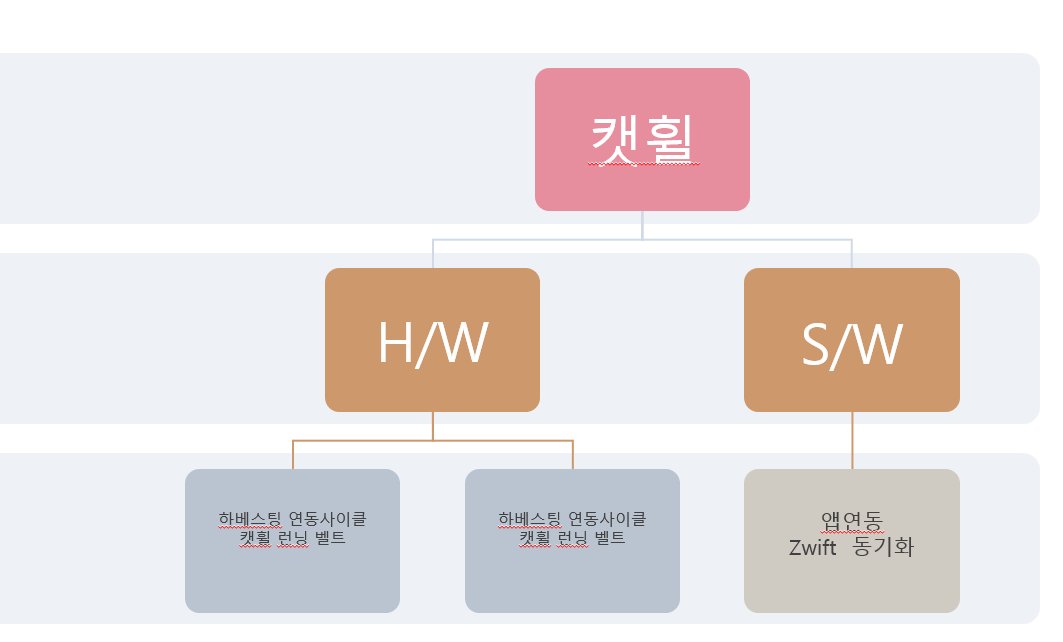 캣휠
H/W
S/W
하베스팅 연동사이클
캣휠 런닝 벨트
하베스팅 연동사이클
캣휠 런닝 벨트
앱연동
Zwift 동기화